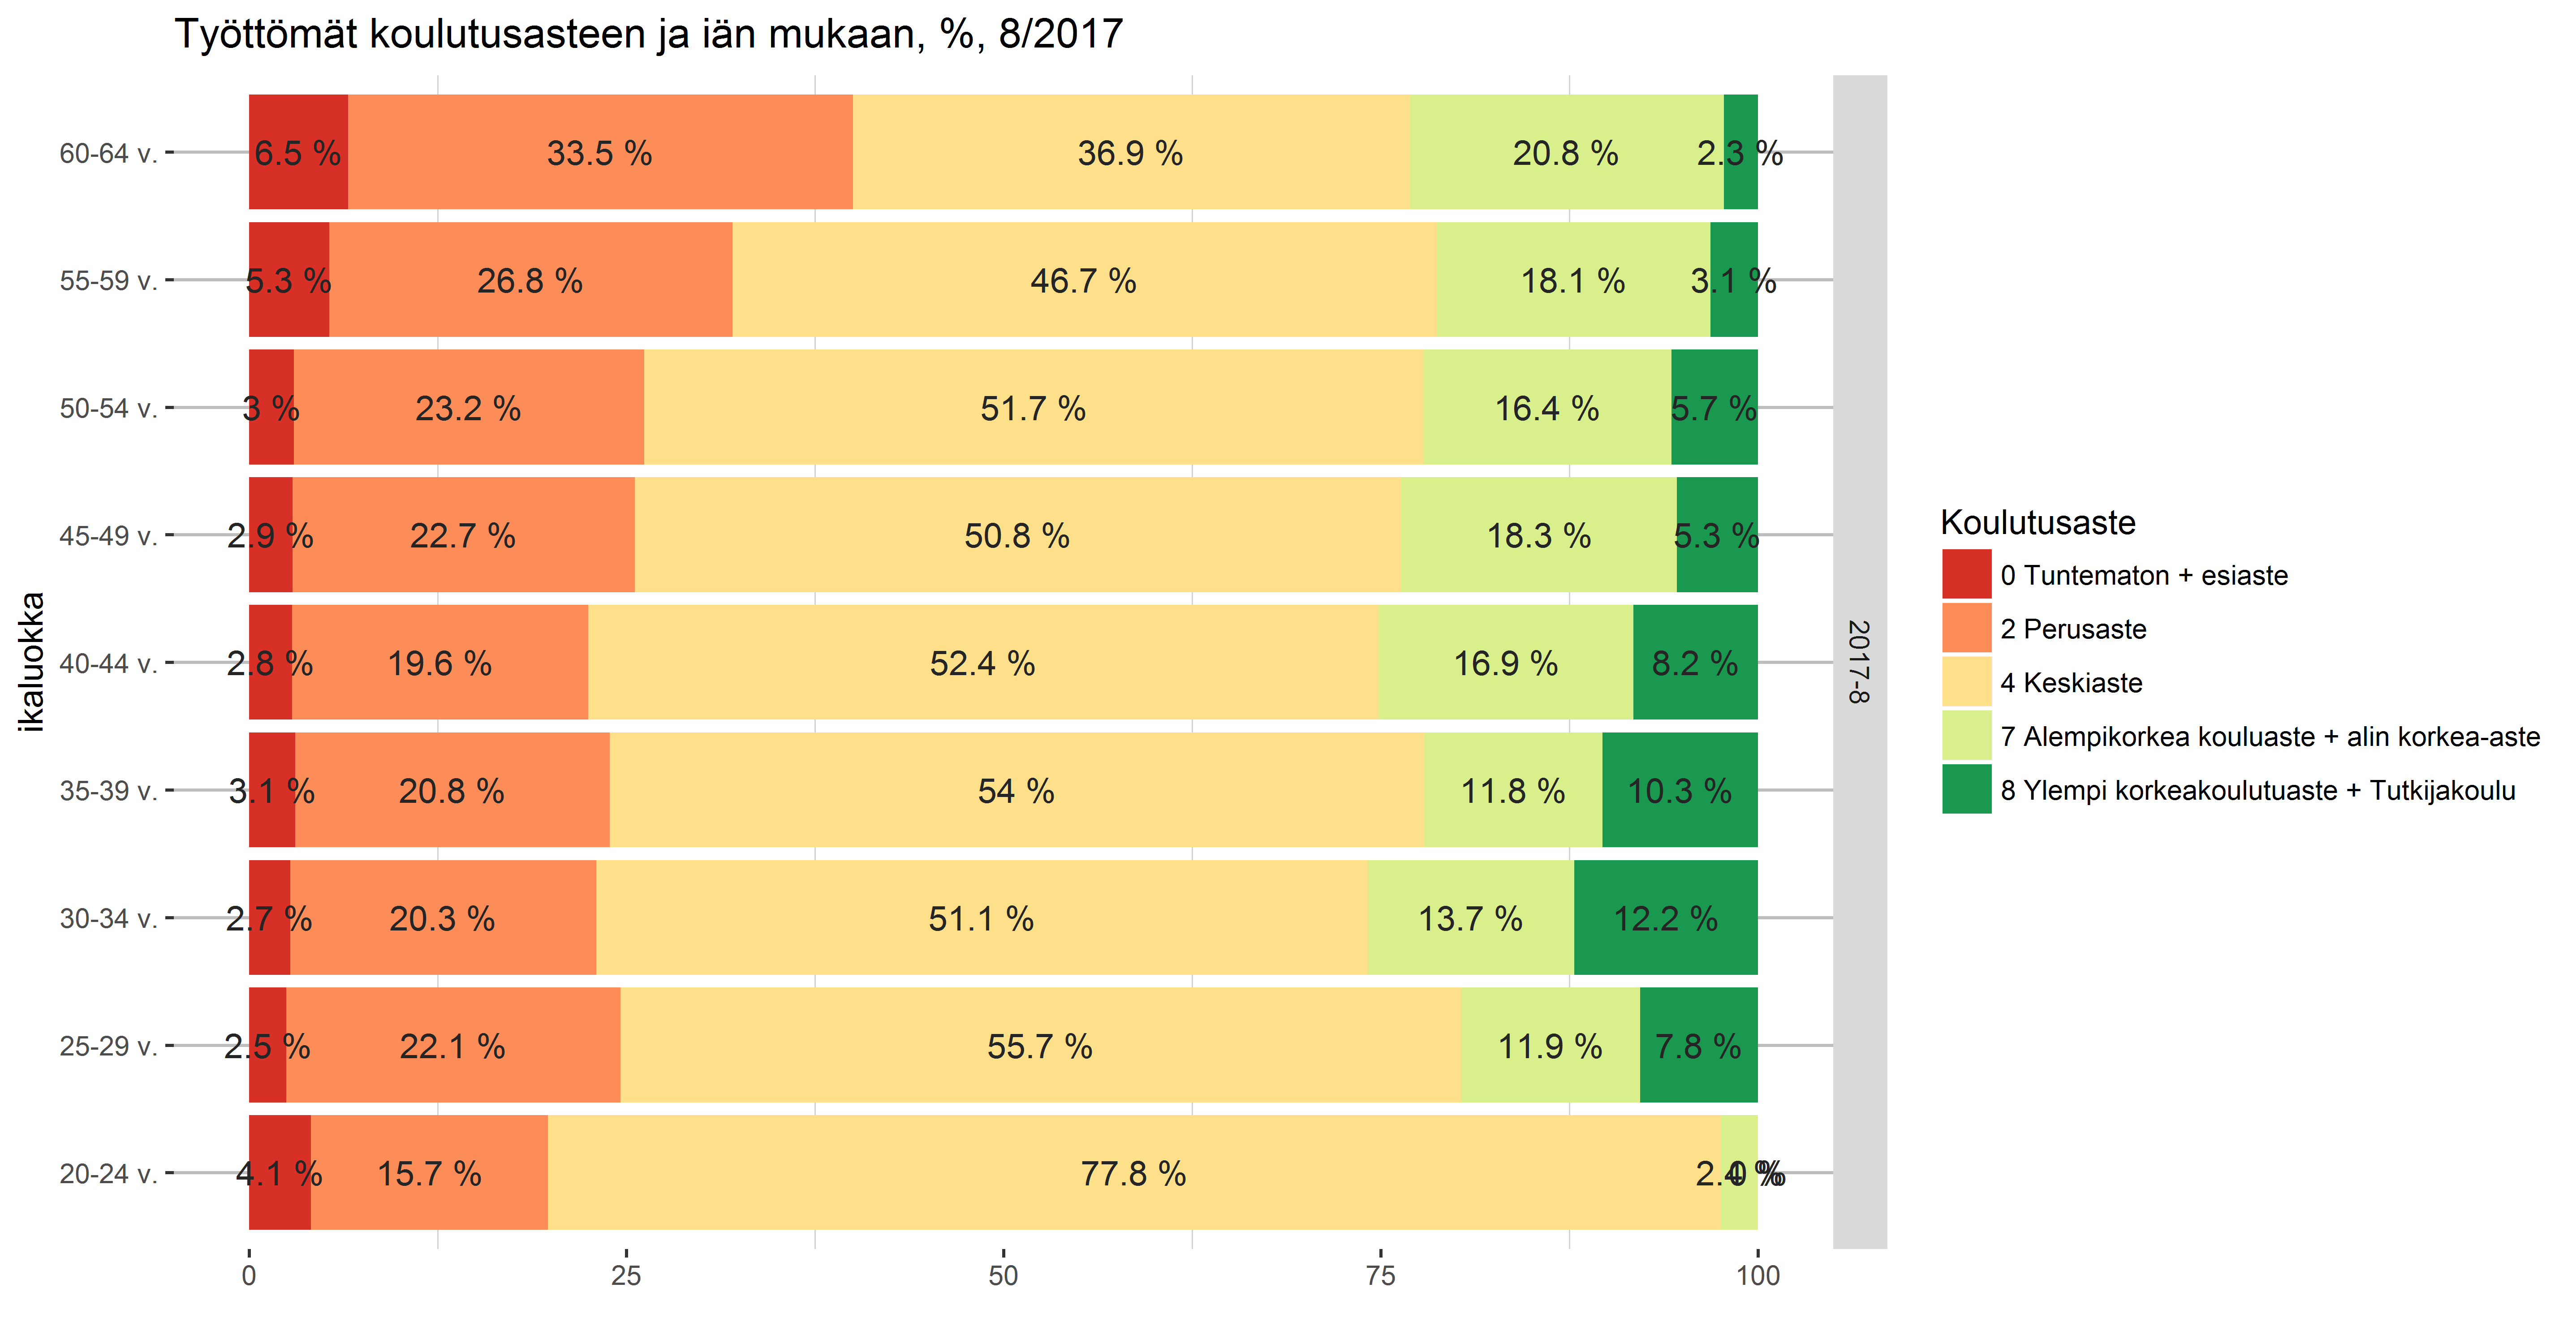 Työttömät koulutusasteen ja iän mukaan, %, 8/2017
60-64 v. 6.5 % 33.5 % 36.9 % 20.8 % 2.3 %
55-59 v. 5.3 % 26.8 % 46.7 % 18.1 % 3.1 %
50-54 v. 3 % 23.2 % 51.7 % 16.4 % 5.7 %
45-49 v. 2.9 % 22.7 % 50.8 % 18.3 % 5.3 %
40-44 v. 2.8 % 19.6 % 52.4 % 16.9 % 8.2 %
35-39 v. 3.1 % 20.8 % 54 % 11.8 % 10.3 %
30-34 v. 2.7 % 20.3 % 51.1 % 13.7 % 12.2 %
25-29 v. 2.5 % 22.1 % 55.7 % 11.9 % 7.8 %
20-24 v. 4.1 % 15.7 % 77.8 % 2.4 % 0 %
0 25 50 75 100
ikaluokka
2017-8
Koulutusaste
0 Tuntematon + esiaste
2 Perusaste
4 Keskiaste
7 Alempikorkea kouluaste + alin korkea-aste
8 Ylempi korkeakoulutuaste + Tutkijakoulu